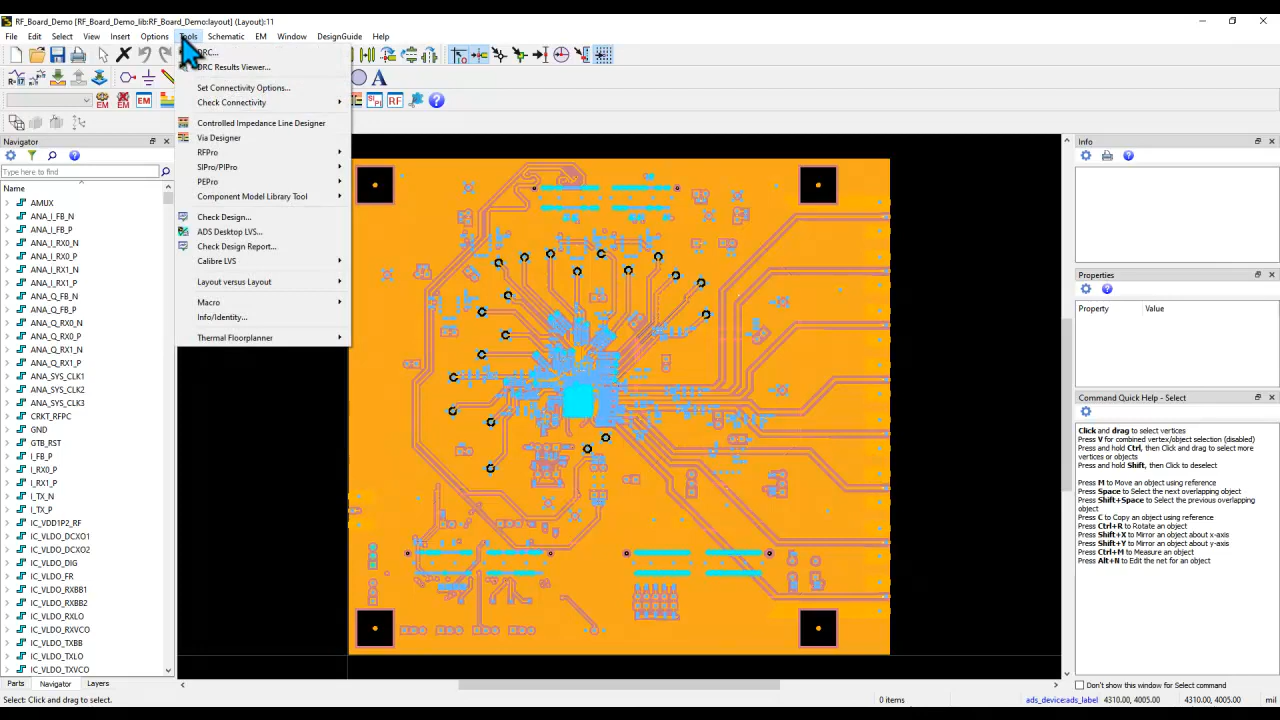 RF_Board_Demo [RF_Board_Demo_lib:RF_Board_Demo:layout] (Layout):11
File Edit Select View Insert Options Tools Schematic EM Window DesignGuide Help
DRC...
DRC Results Viewer...
Set Connectivity Options...
Check Connectivity
Controlled Impedance Line Designer
Via Designer
RFPro
SIPro/PIPro
PEPro
Component Model Library Tool
Check Design...
ADS Desktop LVS...
Check Design Report...
Calibre LVS
Layout versus Layout
Macro
Info/Identity...
Thermal Floorplanner
EM
EM
EM
SI
PI
RF
Navigator
Type here to find
Name
AMUX
ANA_I_FB_N
ANA_I_FB_P
ANA_I_RX0_N
ANA_I_RX0_P
ANA_I_RX1_N
ANA_I_RX1_P
ANA_Q_FB_N
ANA_Q_FB_P
ANA_Q_RX0_N
ANA_Q_RX0_P
ANA_Q_RX1_N
ANA_Q_RX1_P
ANA_SYS_CLK1
ANA_SYS_CLK2
ANA_SYS_CLK3
CRKT_RFPC
GND
GTB_RST
I_FB_P
I_RX0_P
I_RX1_P
I_TX_N
I_TX_P
IC_VDD1P2_RF
IC_VLDO_DCXO1
IC_VLDO_DCXO2
IC_VLDO_DIG
IC_VLDO_FR
IC_VLDO_RXBB1
IC_VLDO_RXBB2
IC_VLDO_RXLO
IC_VLDO_RXVCO
IC_VLDO_TXBB
IC_VLDO_TXLO
IC_VLDO_TXVCO
Parts Navigator Layers
Info
Properties
Property Value
Command Quick Help - Select
Click and drag to select vertices
Press V for combined vertex/object selection (disabled)
Press and hold Ctrl, then Click and drag to select more
vertices or objects
Press and hold Shift, then Click to deselect
Press M to Move an object using reference
Press Space to Select the next overlapping object
Press Shift+Space to Select the previous overlapping
object
Press C to Copy an object using reference
Press Ctrl+R to Rotate an object
Press Shift+X to Mirror an object about x-axis
Press Shift+Y to Mirror an object about y-axis
Press Ctrl+M to Measure an object
Press Alt+N to Edit the net for an object
Don't show this window for Select command
Select: Click and drag to select. 0 items ads_device:ads_label 4310.00, 4005.00 4310.00, 4005.00 mil